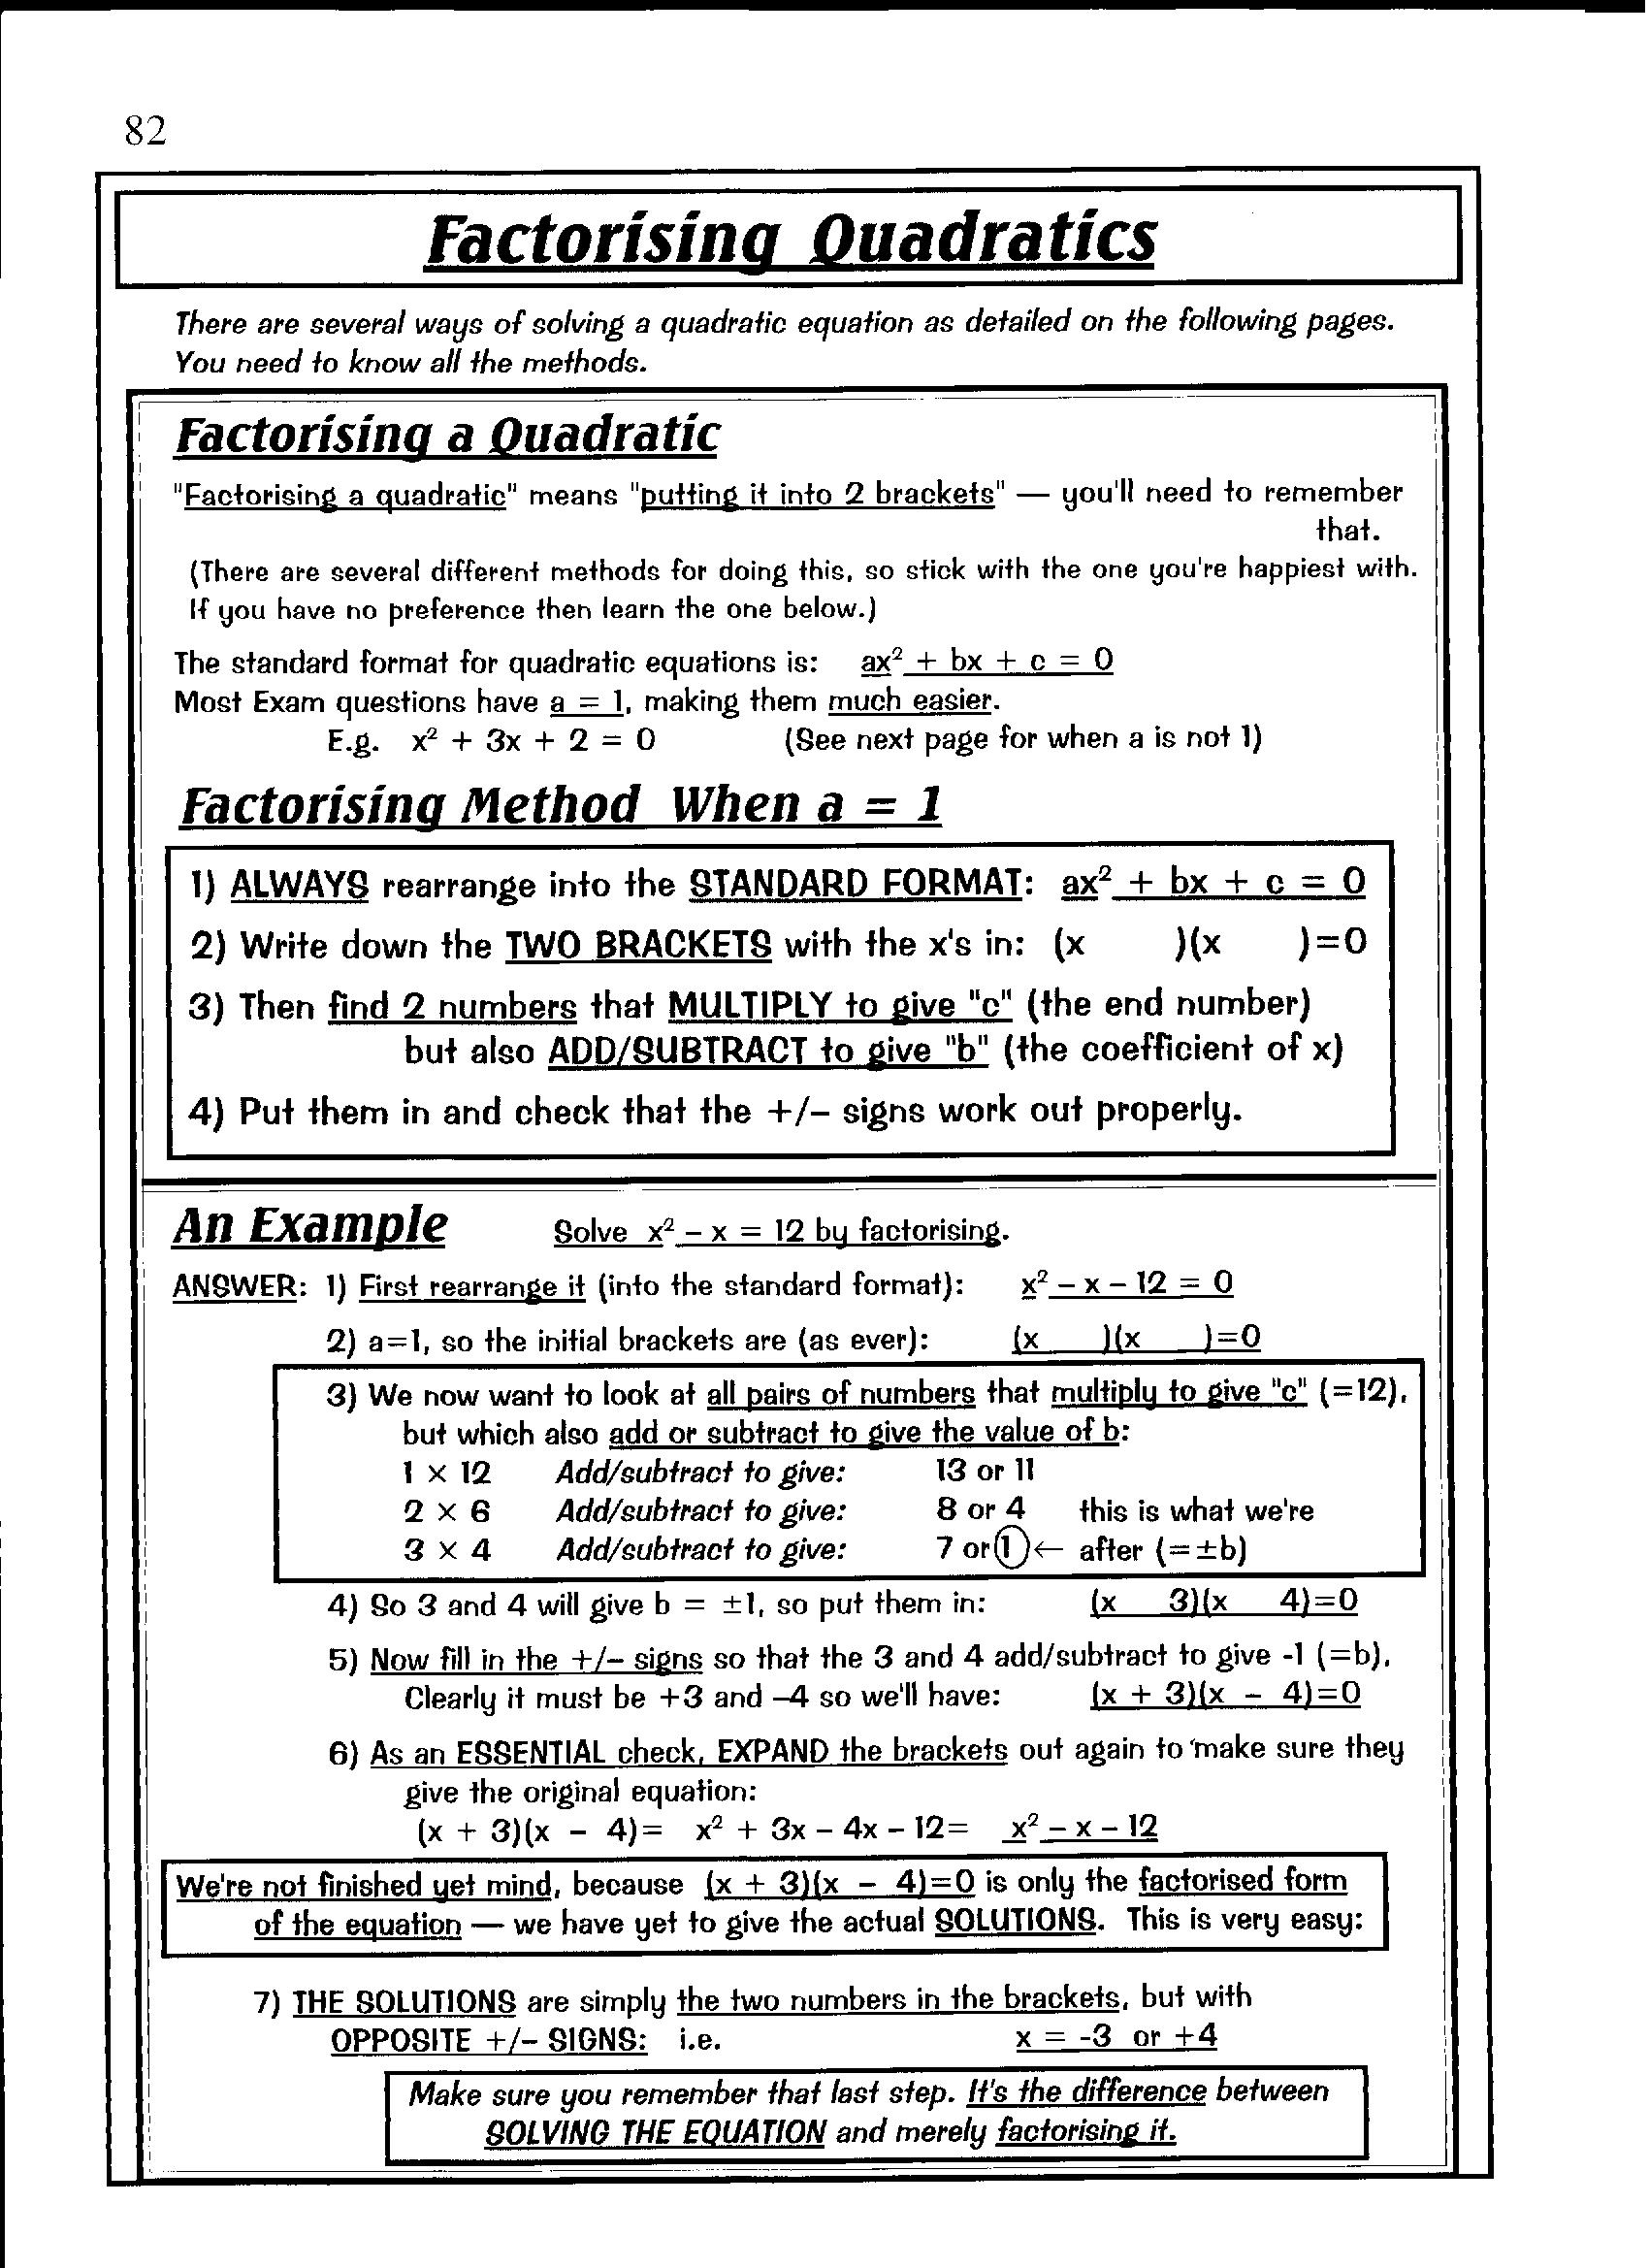 82
Factorising Quadratics
There are several ways of solving a quadratic equation as detailed on the following pages.
You need to know all the methods.
Factorising a Quadratic
"Factorising a quadratic" means "putting it into 2 brackets" — you'll need to remember
that.
(There are several different methods for doing this, so stick with the one you're happiest with.
If you have no preference then learn the one below.)
The standard format for quadratic equations is: ax² + bx + c = 0
Most Exam questions have a = 1, making them much easier.
E.g. x² + 3x + 2 = 0 (See next page for when a is not 1)
Factorising Method When a = 1
1) ALWAYS rearrange into the STANDARD FORMAT: ax² + bx + c = 0
2) Write down the TWO BRACKETS with the x's in: (x )(x )=0
3) Then find 2 numbers that MULTIPLY to give "c" (the end number)
but also ADD/SUBTRACT to give "b" (the coefficient of x)
4) Put them in and check that the +/– signs work out properly.
An Example Solve x² – x = 12 by factorising.
ANSWER: 1) First rearrange it (into the standard format): x² – x – 12 = 0
2) a=1, so the initial brackets are (as ever): (x )(x )=0
3) We now want to look at all pairs of numbers that multiply to give "c" (=12),
but which also add or subtract to give the value of b:
1 × 12 Add/subtract to give: 13 or 11
2 × 6 Add/subtract to give: 8 or 4 this is what we're
3 × 4 Add/subtract to give: 7 or 1 ← after (=±b)
4) So 3 and 4 will give b = ±1, so put them in: (x 3)(x 4)=0
5) Now fill in the +/– signs so that the 3 and 4 add/subtract to give -1 (=b),
Clearly it must be +3 and –4 so we'll have: (x + 3)(x – 4)=0
6) As an ESSENTIAL check, EXPAND the brackets out again to make sure they
give the original equation:
(x + 3)(x – 4)= x² + 3x – 4x – 12= x² – x – 12
We're not finished yet mind, because (x + 3)(x – 4)=0 is only the factorised form
of the equation — we have yet to give the actual SOLUTIONS. This is very easy:
7) THE SOLUTIONS are simply the two numbers in the brackets, but with
OPPOSITE +/– SIGNS: i.e. x = -3 or +4
Make sure you remember that last step. It's the difference between
SOLVING THE EQUATION and merely factorising it.